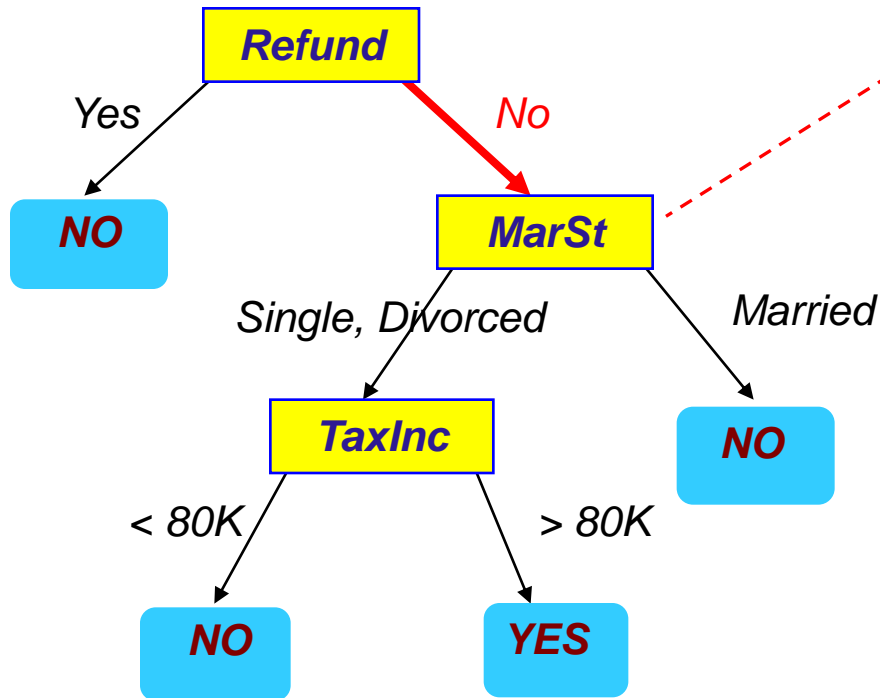 Refund
Yes
No
NO
MarSt
Single, Divorced
Married
TaxInc
NO
< 80K
> 80K
NO
YES